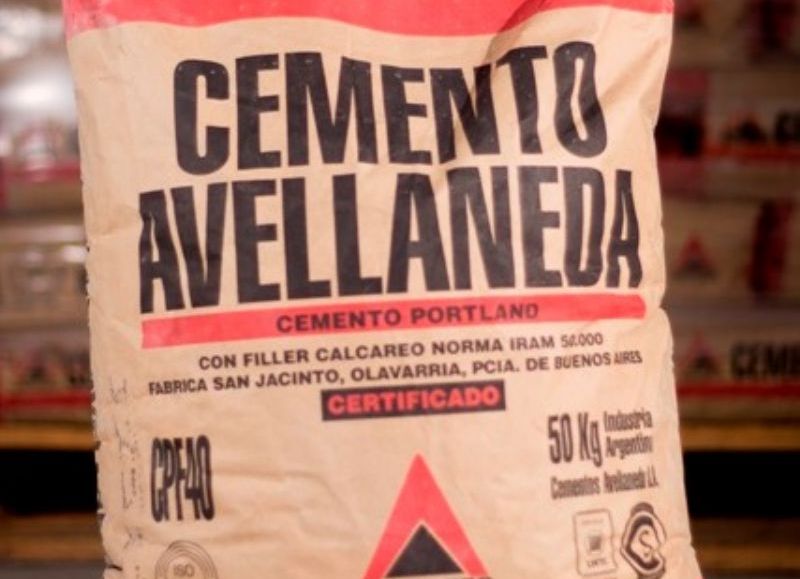 CEMENTO
AVELLANEDA
CEMENTO PORTLAND
CON FILLER CALCAREO NORMA IRAM 50.000
FABRICA SAN JACINTO, OLAVARRIA, PCIA. DE BUENOS AIRES
CERTIFICADO
CPF40
50 Kg Industria
Argentina
Cementos Avellaneda S.A.
ISO